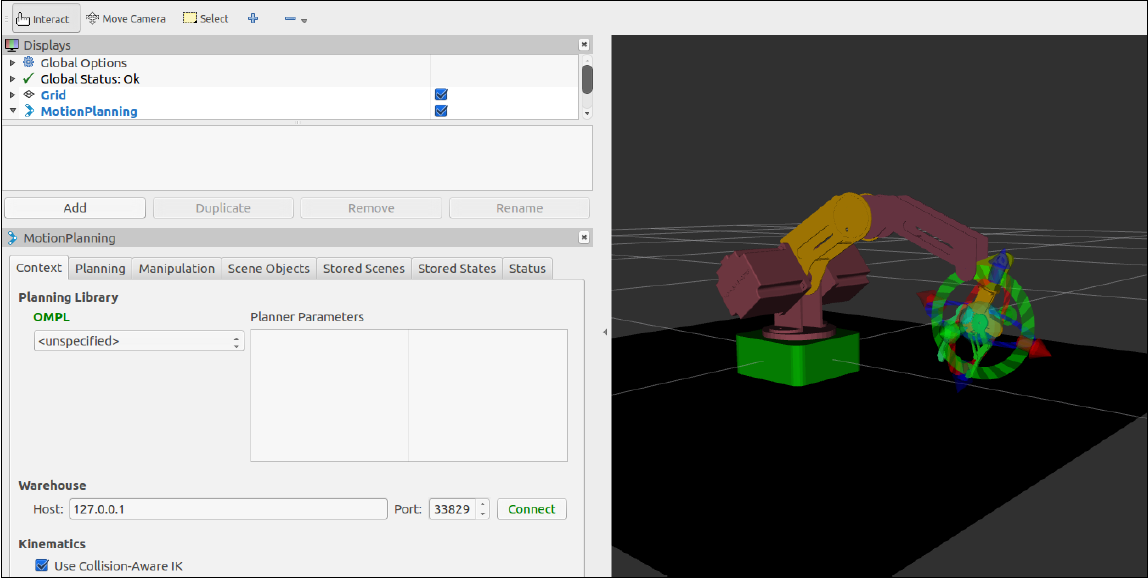 Interact Move Camera Select
Displays
Global Options
Global Status: Ok
Grid
MotionPlanning
Add Duplicate Remove Rename
MotionPlanning
Context Planning Manipulation Scene Objects Stored Scenes Stored States Status
Planning Library
OMPL Planner Parameters
<unspecified>
Warehouse
Host: 127.0.0.1 Port: 33829 Connect
Kinematics
Use Collision-Aware IK